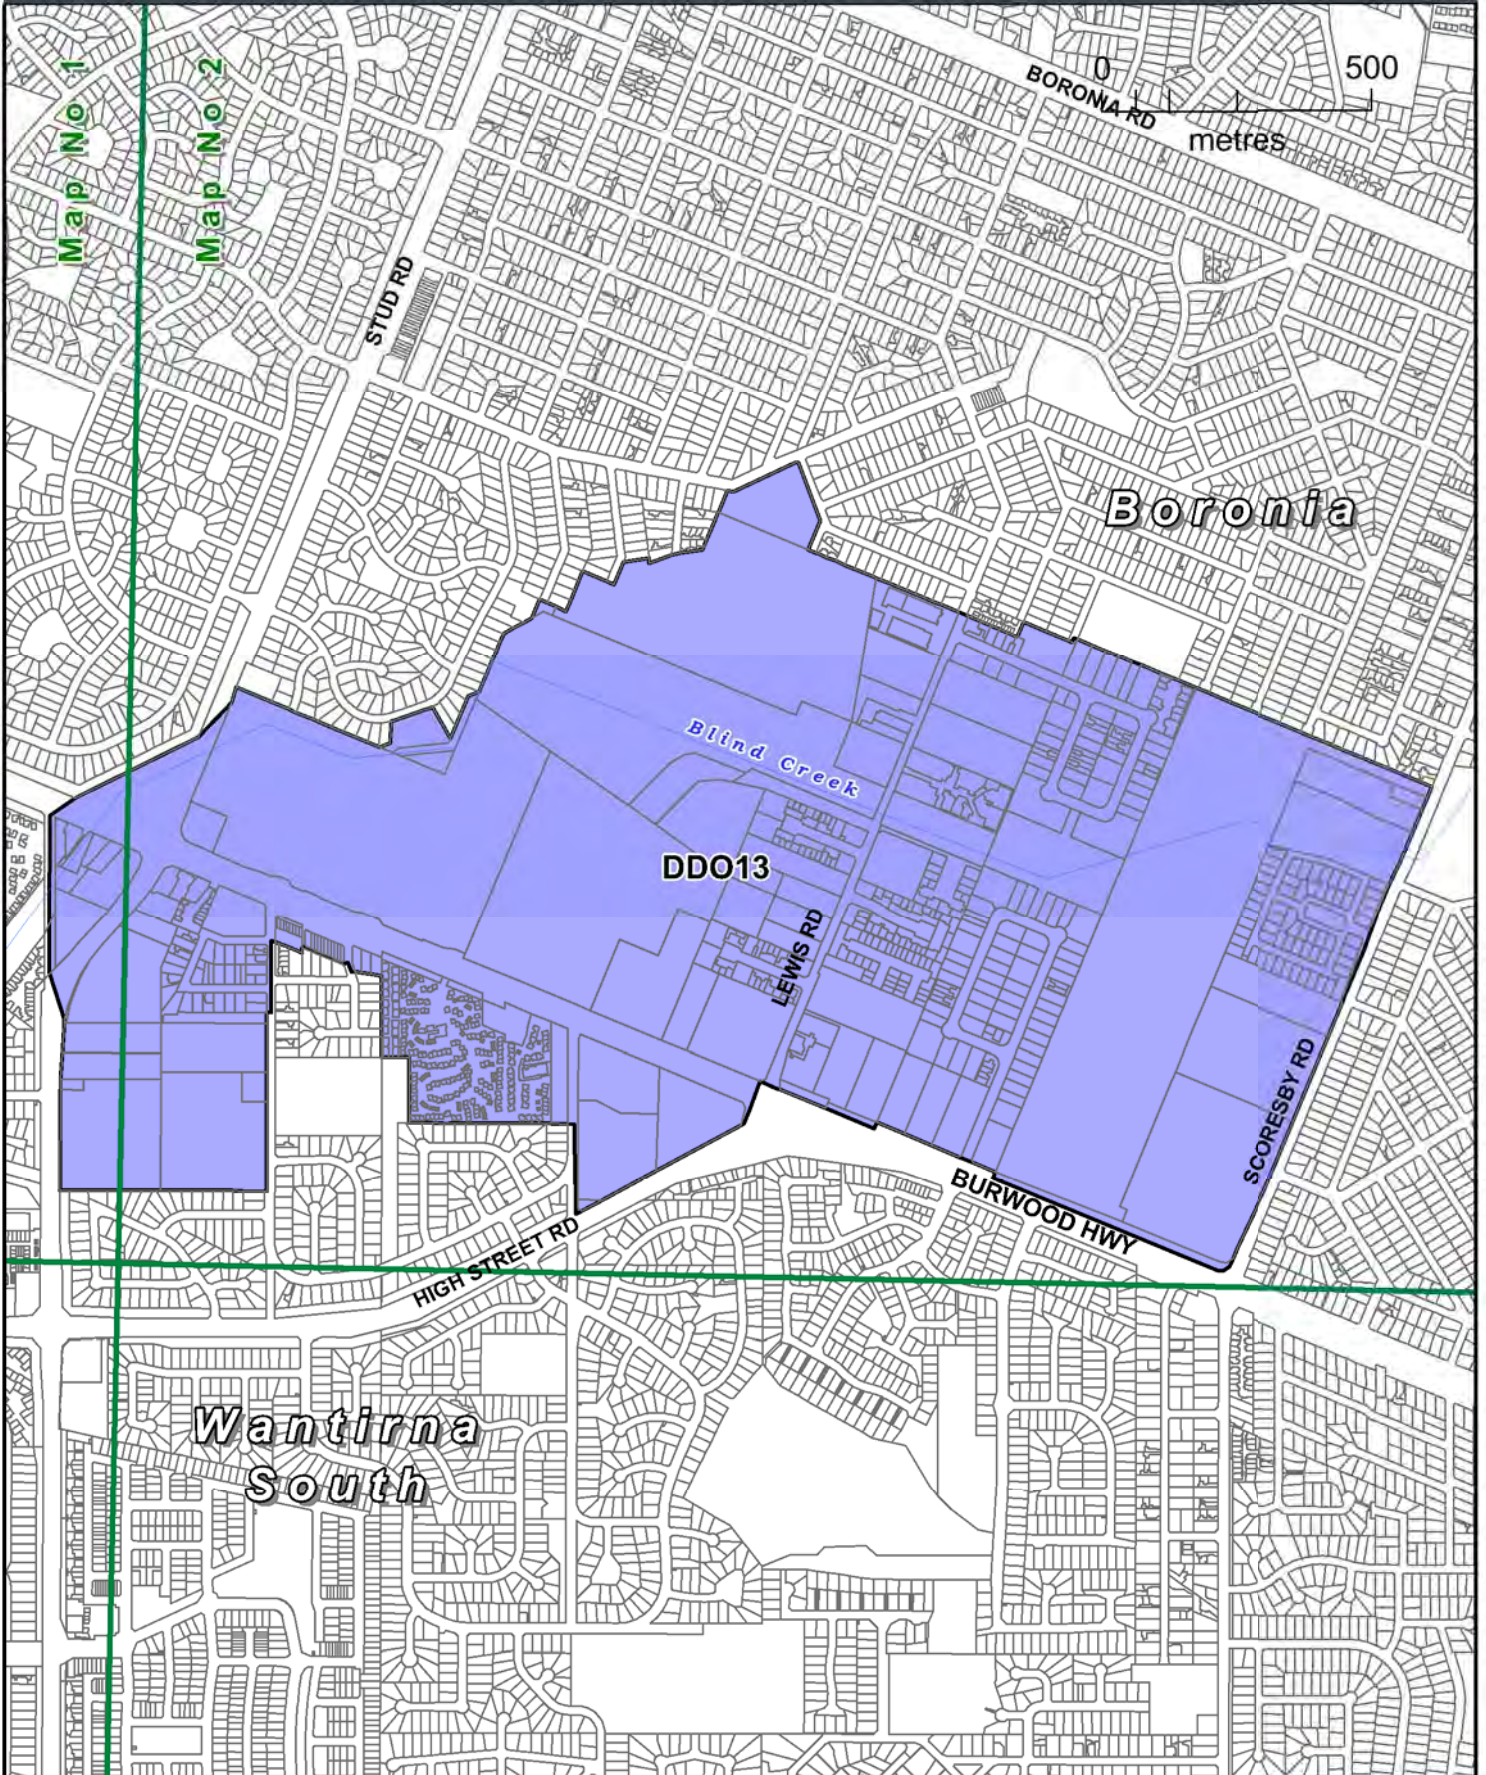 Map No 1
Map No 2
0
500
metres
BORONIA RD
STUD RD
Boronia
Blind Creek
DDO13
LEWIS RD
SCORESBY RD
BURWOOD HWY
HIGH STREET RD
Wantirna
South